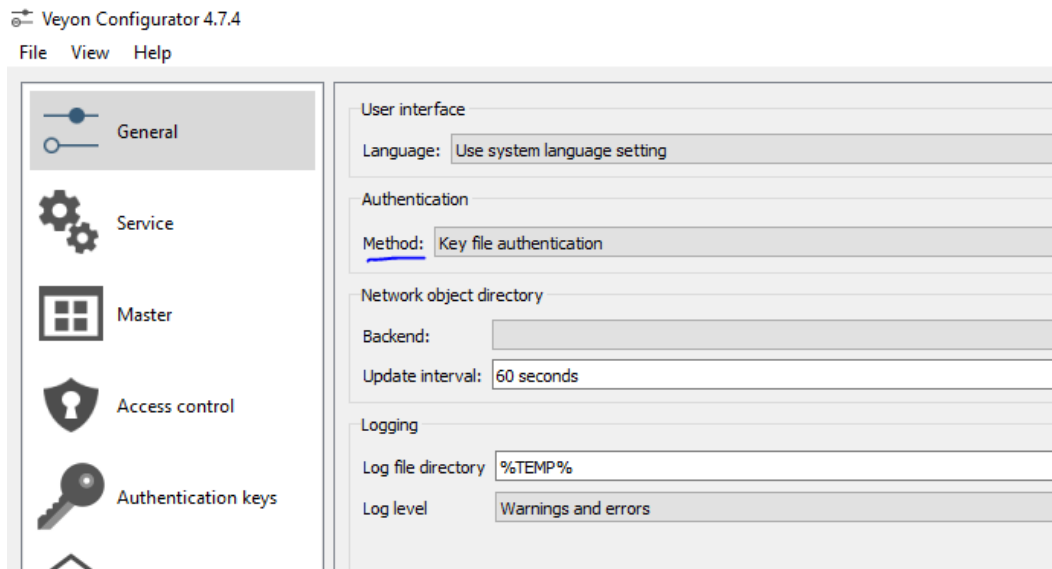 Veyon Configurator 4.7.4
File View Help
General
Service
Master
Access control
Authentication keys
User interface
Language: Use system language setting
Authentication
Method: Key file authentication
Network object directory
Backend:
Update interval: 60 seconds
Logging
Log file directory %TEMP%
Log level Warnings and errors